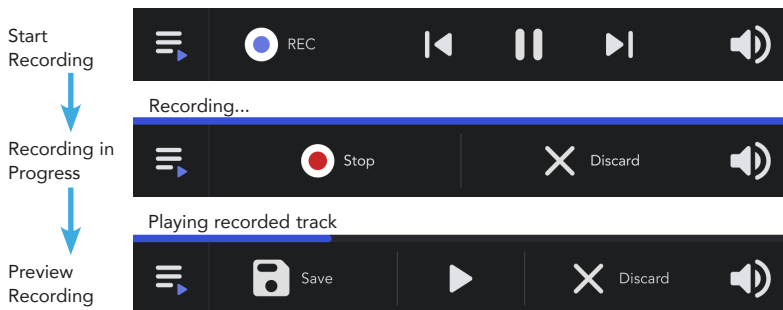 Start
Recording
REC
Recording...
Recording in
Progress
Stop
Discard
Playing recorded track
Preview
Recording
Save
Discard